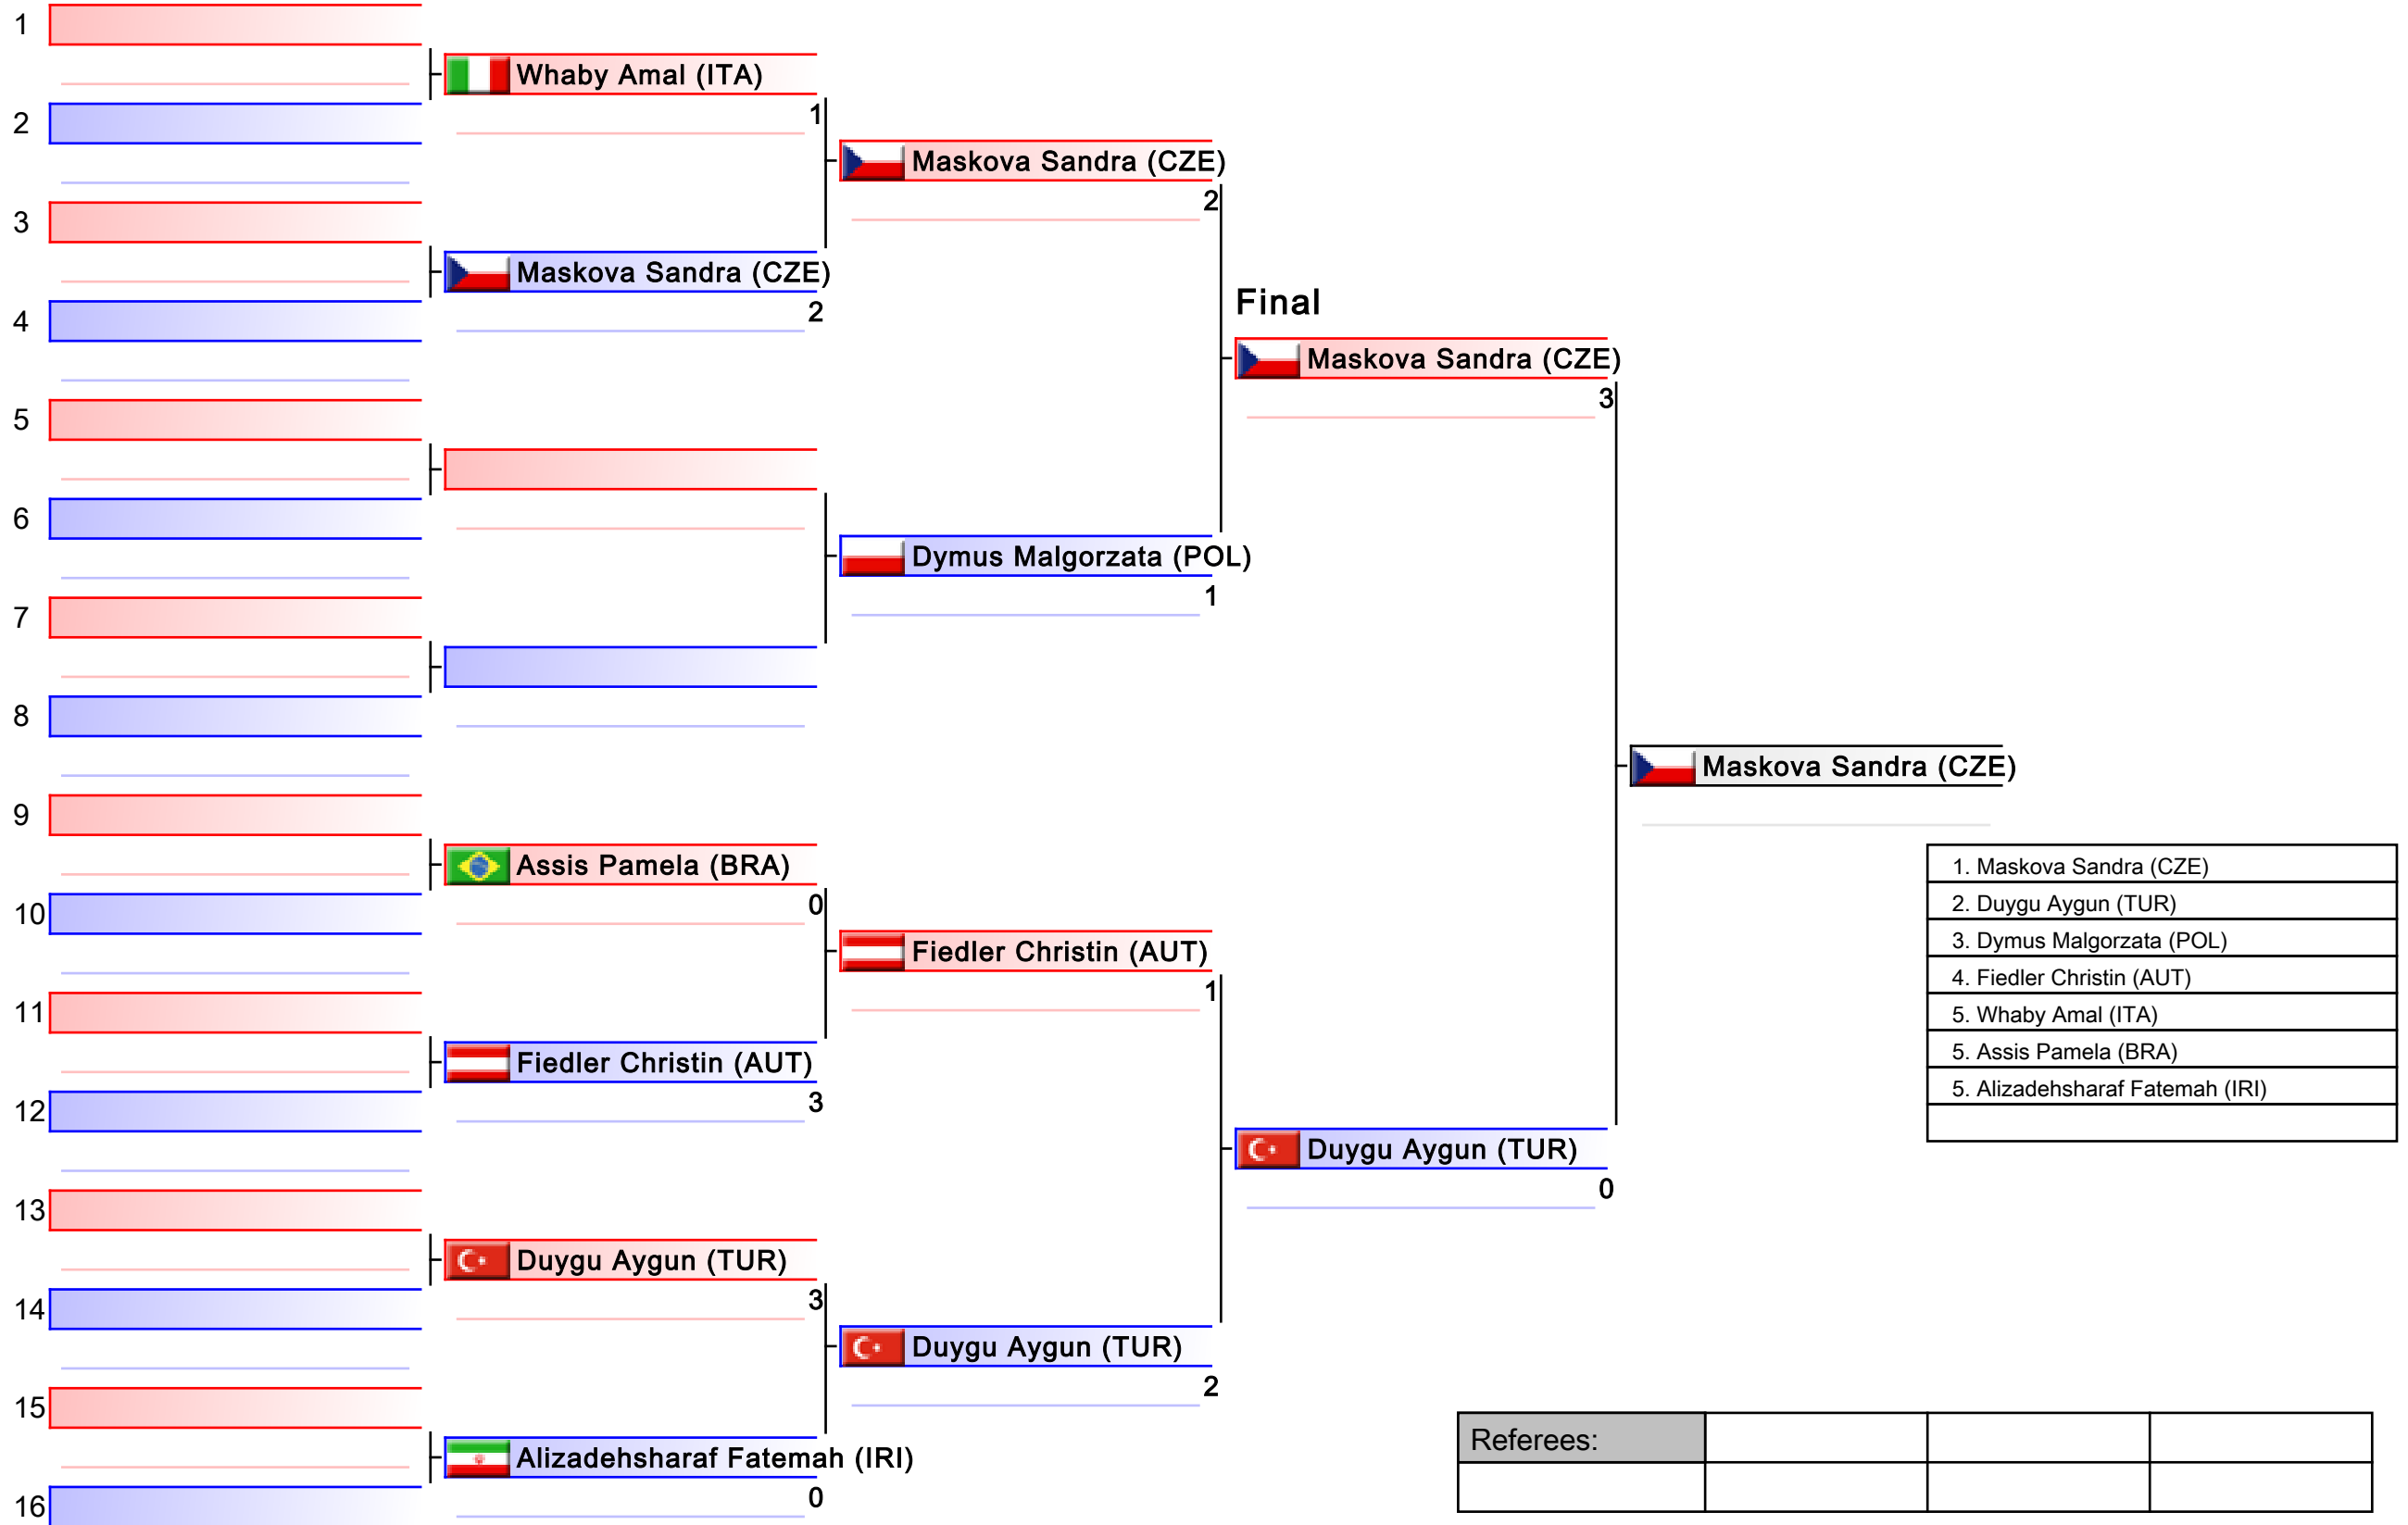 1
Whaby Amal (ITA)
1
2
Maskova Sandra (CZE)
2
3
Maskova Sandra (CZE)
2
4
Final
Maskova Sandra (CZE)
3
5
6
Dymus Malgorzata (POL)
1
7
8
Maskova Sandra (CZE)
9
Assis Pamela (BRA)
0
10
Fiedler Christin (AUT)
1
11
Fiedler Christin (AUT)
3
12
Duygu Aygun (TUR)
0
13
Duygu Aygun (TUR)
3
14
Duygu Aygun (TUR)
2
15
Alizadehsharaf Fatemah (IRI)
0
16
1. Maskova Sandra (CZE)
2. Duygu Aygun (TUR)
3. Dymus Malgorzata (POL)
4. Fiedler Christin (AUT)
5. Whaby Amal (ITA)
5. Assis Pamela (BRA)
5. Alizadehsharaf Fatemah (IRI)
Referees: